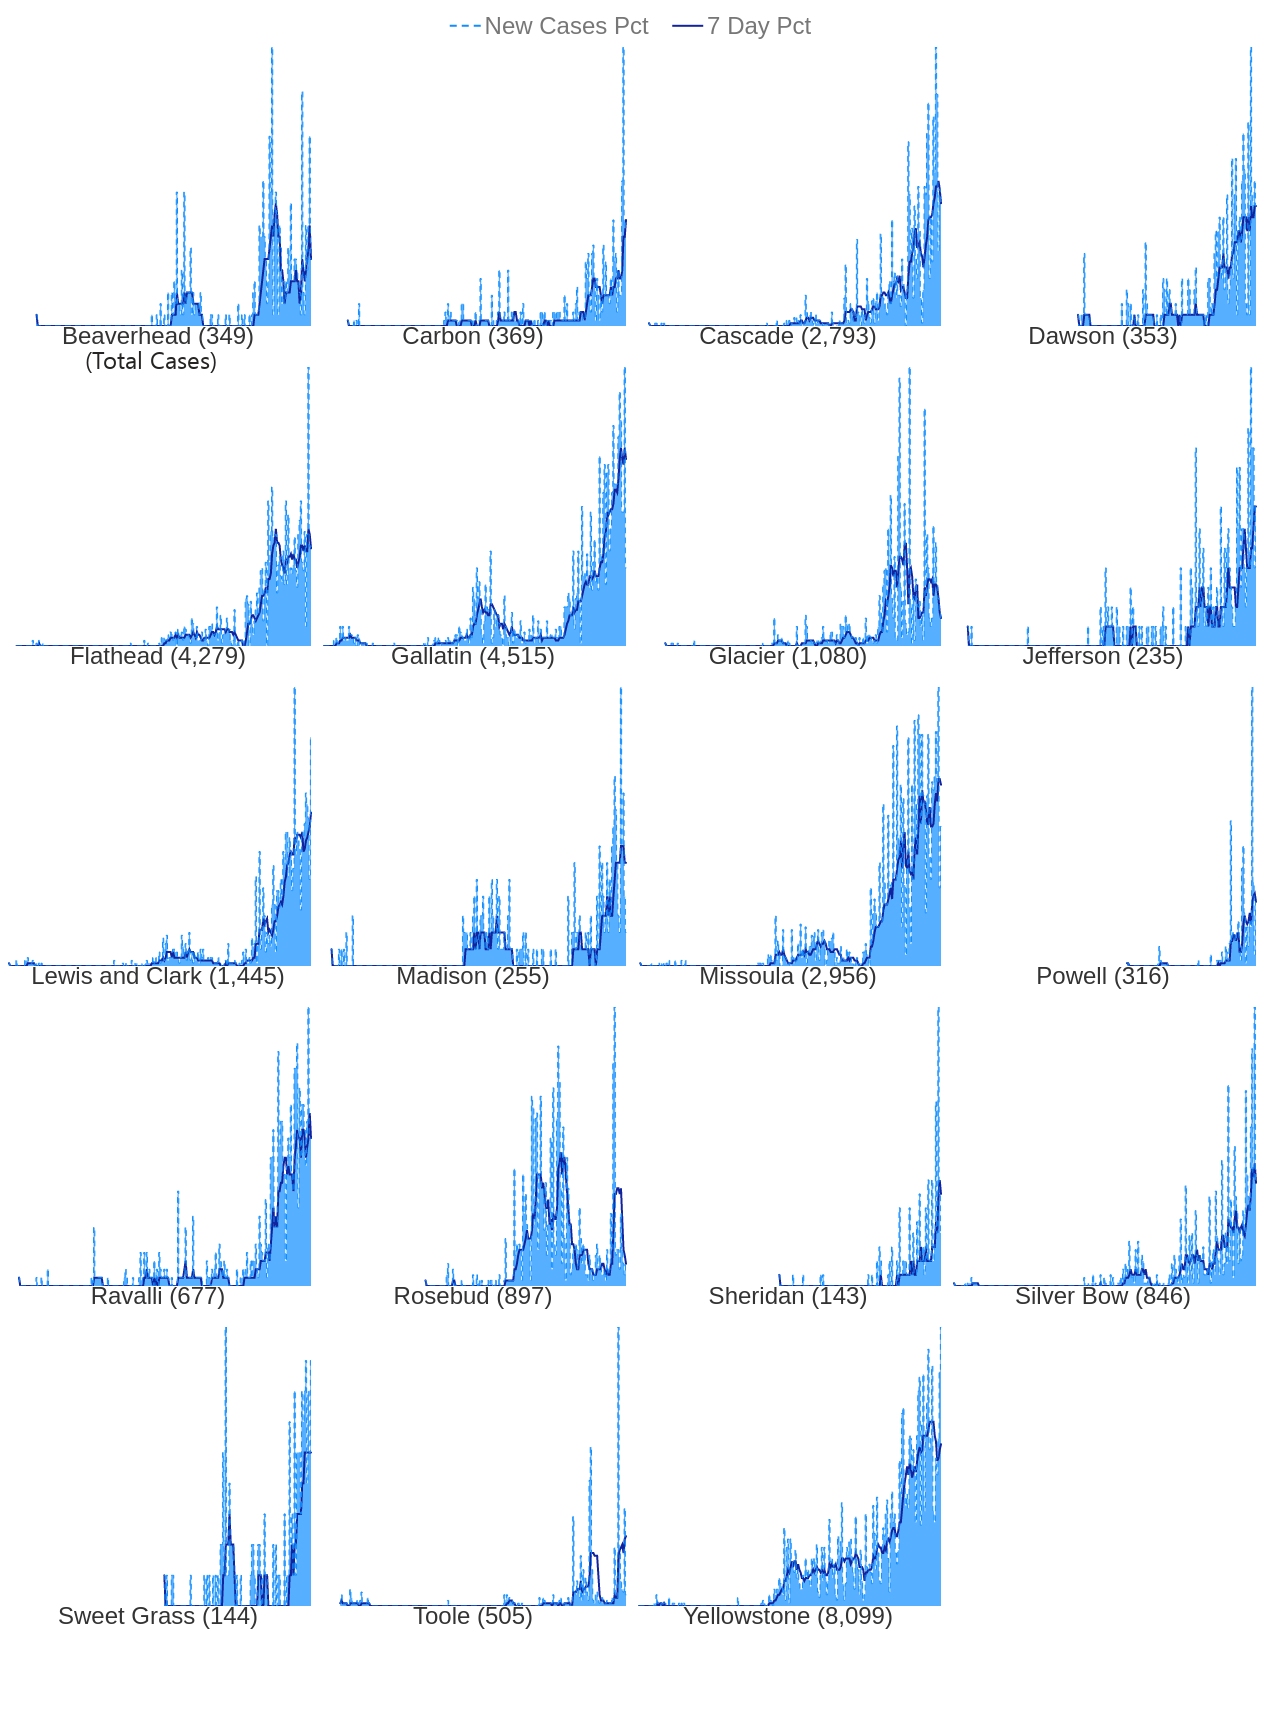 New Cases Pct 7 Day Pct
Beaverhead (349) Carbon (369) Cascade (2,793) Dawson (353)
(Total Cases)
Flathead (4,279) Gallatin (4,515) Glacier (1,080) Jefferson (235)
Lewis and Clark (1,445) Madison (255) Missoula (2,956) Powell (316)
Ravalli (677) Rosebud (897) Sheridan (143) Silver Bow (846)
Sweet Grass (144) Toole (505) Yellowstone (8,099)